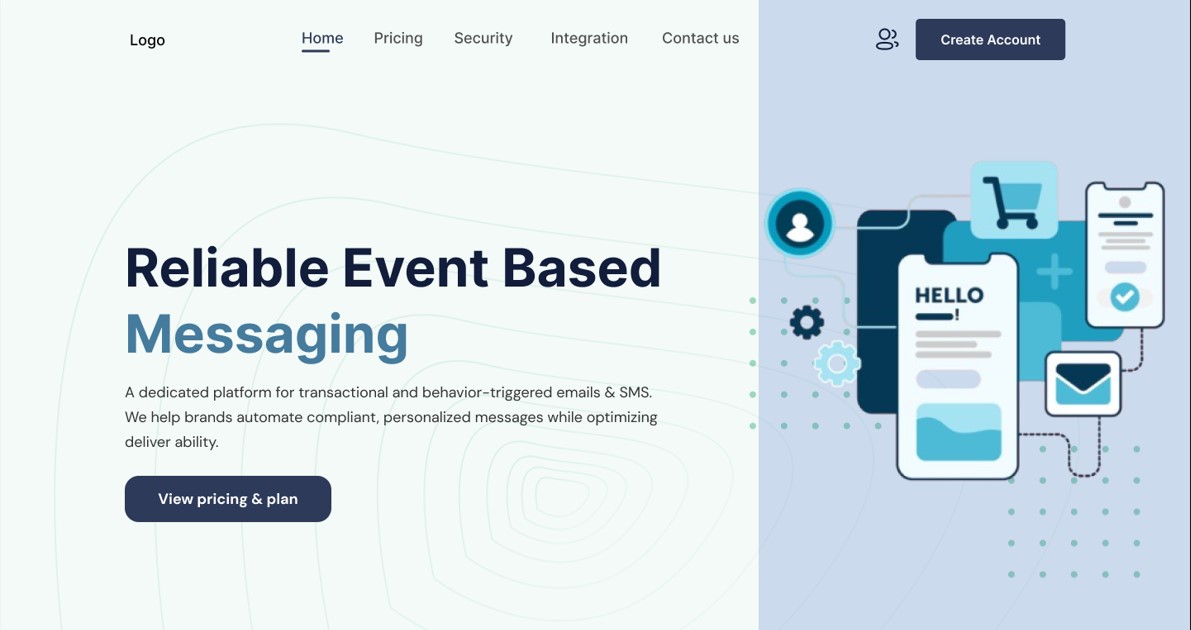 Logo
Home
Pricing
Security
Integration
Contact us
Create Account
Reliable Event Based
Messaging
A dedicated platform for transactional and behavior-triggered emails & SMS.
We help brands automate compliant, personalized messages while optimizing
deliver ability.
View pricing & plan
HELLO
!